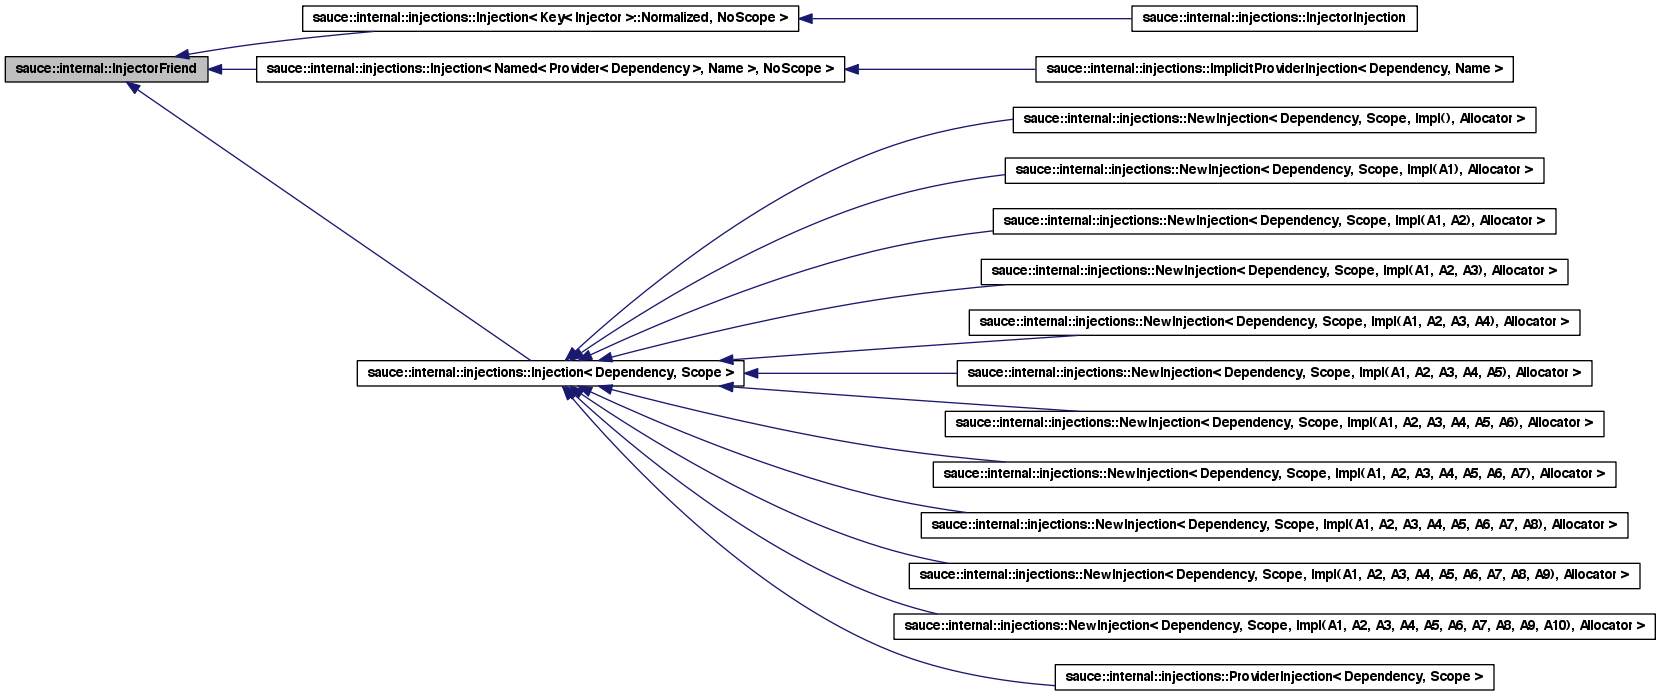 sauce::internal::injections::Injection< Key< Injector >::Normalized, NoScope >
sauce::internal::injections::InjectorInjection
sauce::internal::InjectorFriend
sauce::internal::injections::Injection< Named< Provider< Dependency >, Name >, NoScope >
sauce::internal::injections::ImplicitProviderInjection< Dependency, Name >
sauce::internal::injections::NewInjection< Dependency, Scope, Impl(), Allocator >
sauce::internal::injections::NewInjection< Dependency, Scope, Impl(A1), Allocator >
sauce::internal::injections::NewInjection< Dependency, Scope, Impl(A1, A2), Allocator >
sauce::internal::injections::NewInjection< Dependency, Scope, Impl(A1, A2, A3), Allocator >
sauce::internal::injections::NewInjection< Dependency, Scope, Impl(A1, A2, A3, A4), Allocator >
sauce::internal::injections::Injection< Dependency, Scope >
sauce::internal::injections::NewInjection< Dependency, Scope, Impl(A1, A2, A3, A4, A5), Allocator >
sauce::internal::injections::NewInjection< Dependency, Scope, Impl(A1, A2, A3, A4, A5, A6), Allocator >
sauce::internal::injections::NewInjection< Dependency, Scope, Impl(A1, A2, A3, A4, A5, A6, A7), Allocator >
sauce::internal::injections::NewInjection< Dependency, Scope, Impl(A1, A2, A3, A4, A5, A6, A7, A8), Allocator >
sauce::internal::injections::NewInjection< Dependency, Scope, Impl(A1, A2, A3, A4, A5, A6, A7, A8, A9), Allocator >
sauce::internal::injections::NewInjection< Dependency, Scope, Impl(A1, A2, A3, A4, A5, A6, A7, A8, A9, A10), Allocator >
sauce::internal::injections::ProviderInjection< Dependency, Scope >